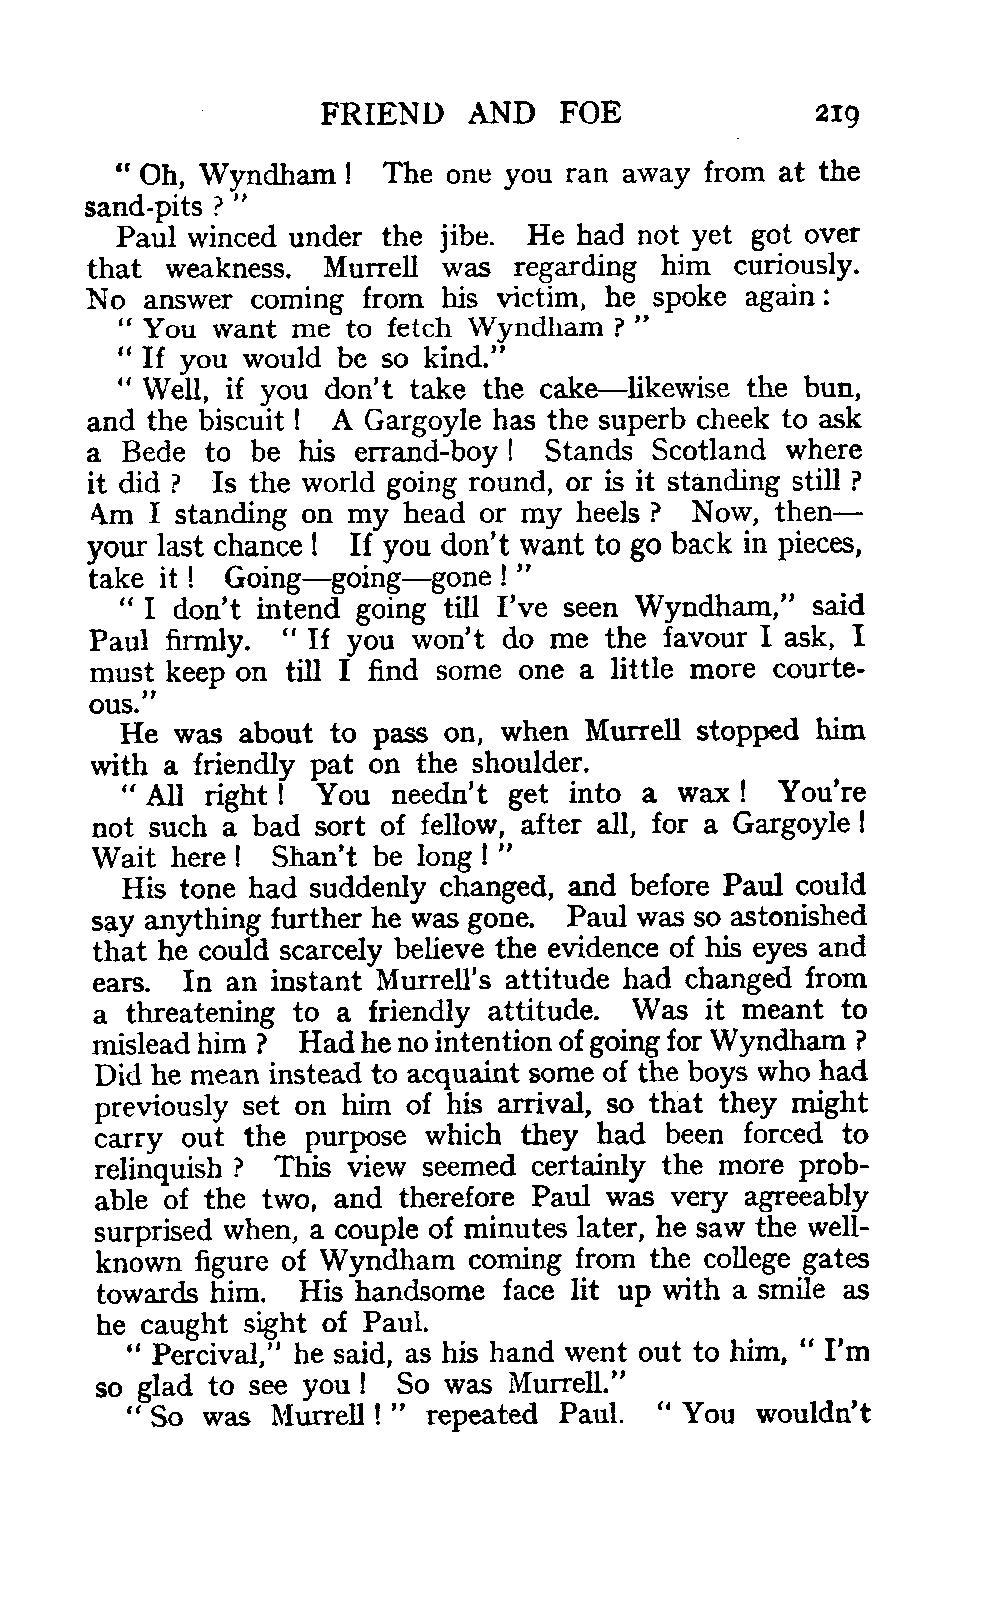 FRIEND AND FOE 219
“ Oh, Wyndham ! The one you ran away from at the
sand-pits ? ”
Paul winced under the jibe. He had not yet got over
that weakness. Murrell was regarding him curiously.
No answer coming from his victim, he spoke again :
“ You want me to fetch Wyndham ? ”
“ If you would be so kind.”
“ Well, if you don't take the cake—likewise the bun,
and the biscuit ! A Gargoyle has the superb cheek to ask
a Bede to be his errand-boy ! Stands Scotland where
it did ? Is the world going round, or is it standing still ?
Am I standing on my head or my heels ? Now, then—
your last chance ! If you don't want to go back in pieces,
take it ! Going—going—gone ! ”
“ I don't intend going till I've seen Wyndham,” said
Paul firmly. “ If you won't do me the favour I ask, I
must keep on till I find some one a little more courte-
ous.”
He was about to pass on, when Murrell stopped him
with a friendly pat on the shoulder.
“ All right ! You needn't get into a wax ! You're
not such a bad sort of fellow, after all, for a Gargoyle !
Wait here ! Shan't be long ! ”
His tone had suddenly changed, and before Paul could
say anything further he was gone. Paul was so astonished
that he could scarcely believe the evidence of his eyes and
ears. In an instant Murrell's attitude had changed from
a threatening to a friendly attitude. Was it meant to
mislead him ? Had he no intention of going for Wyndham ?
Did he mean instead to acquaint some of the boys who had
previously set on him of his arrival, so that they might
carry out the purpose which they had been forced to
relinquish ? This view seemed certainly the more prob-
able of the two, and therefore Paul was very agreeably
surprised when, a couple of minutes later, he saw the well-
known figure of Wyndham coming from the college gates
towards him. His handsome face lit up with a smile as
he caught sight of Paul.
“ Percival,” he said, as his hand went out to him, “ I'm
so glad to see you ! So was Murrell.”
“ So was Murrell ! ” repeated Paul. “ You wouldn't